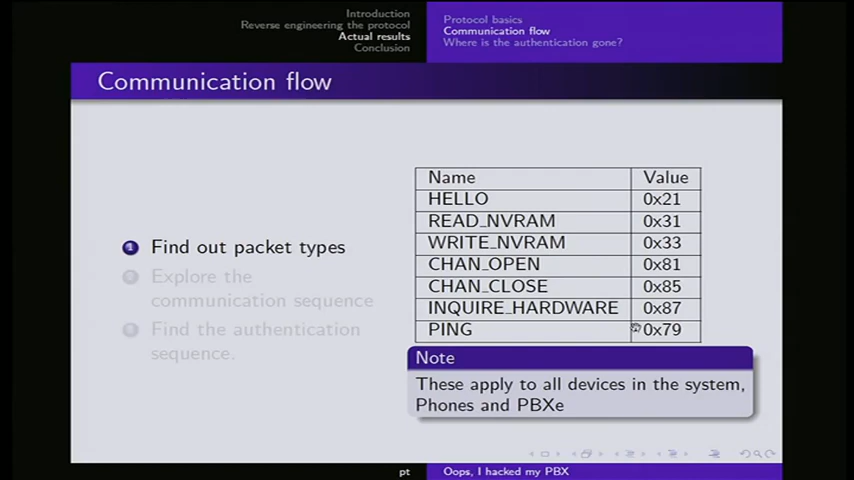 Introduction
Reverse engineering the protocol
Actual results
Conclusion
Protocol basics
Communication flow
Where is the authentication gone?
Communication flow
1 Find out packet types
Explore the
communication sequence
Find the authentication
sequence.
Name Value
HELLO 0x21
READ_NVRAM 0x31
WRITE_NVRAM 0x33
CHAN_OPEN 0x81
CHAN_CLOSE 0x85
INQUIRE_HARDWARE 0x87
PING 0x79
Note
These apply to all devices in the system,
Phones and PBXe
pt Oops, I hacked my PBX